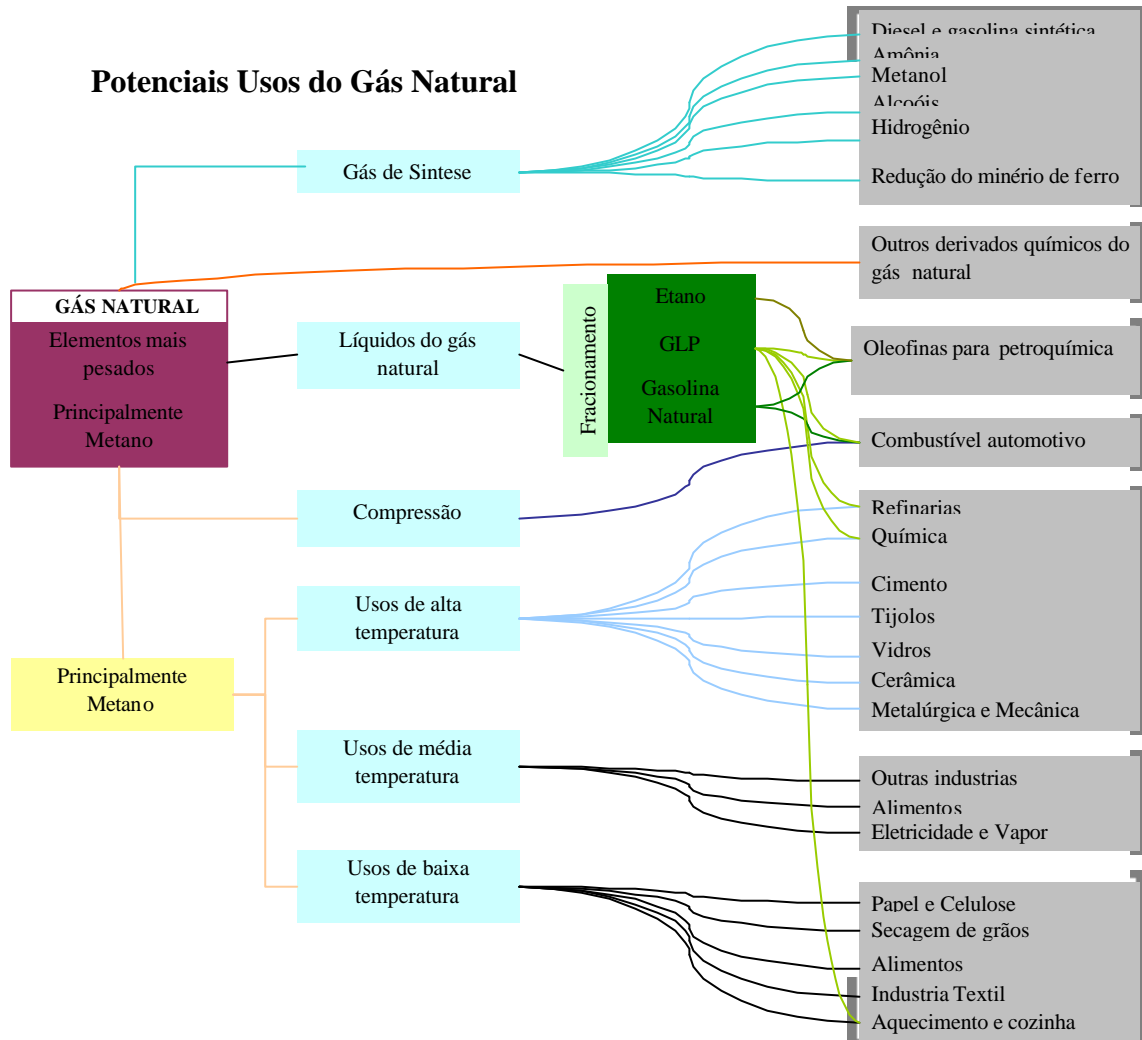 Potenciais Usos do Gás Natural
Gás de Sintese
Diesel e gasolina sintética
Amônia
Metanol
Alcoóis
Hidrogênio
Redução do minério de ferro
Outros derivados químicos do
gás natural
GÁS NATURAL
Elementos mais
pesados
Principalmente
Metano
Líquidos do gás
natural
Fracionamento
Etano
GLP
Gasolina
Natural
Oleofinas para petroquímica
Combustível automotivo
Compressão
Principalmente
Metano
Usos de alta
temperatura
Refinarias
Química
Cimento
Tijolos
Vidros
Cerâmica
Metalúrgica e Mecânica
Usos de média
temperatura
Outras industrias
Alimentos
Eletricidade e Vapor
Usos de baixa
temperatura
Papel e Celulose
Secagem de grãos
Alimentos
Industria Textil
Aquecimento e cozinha